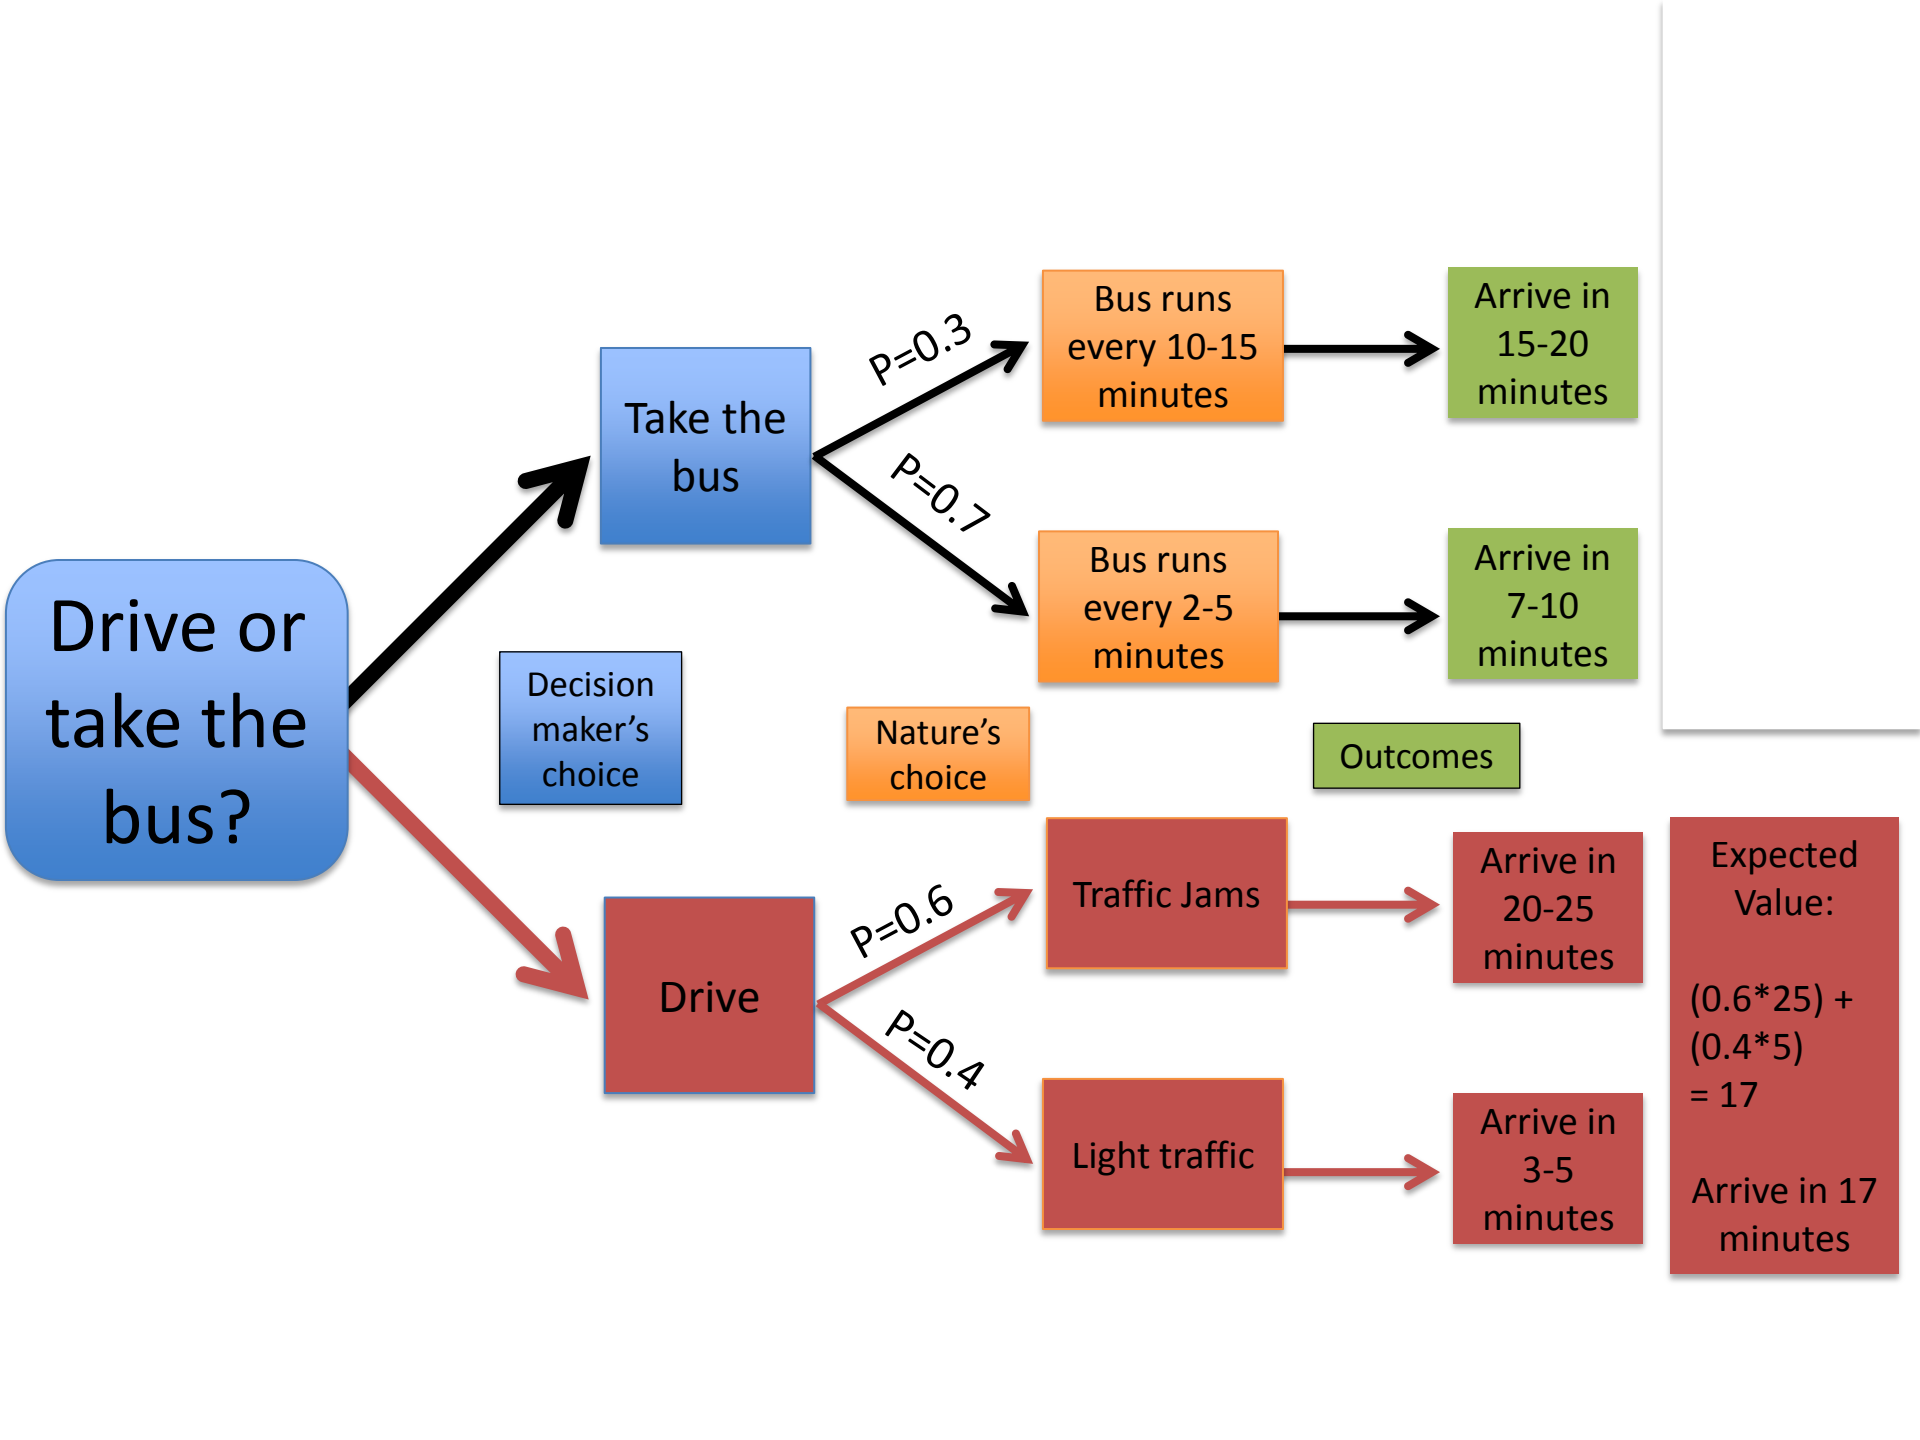 Drive or
take the
bus?
Take the
bus
P=0.3
P=0.7
Bus runs
every 10-15
minutes
Arrive in
15-20
minutes
Bus runs
every 2-5
minutes
Arrive in
7-10
minutes
Decision
maker’s
choice
Nature’s
choice
Outcomes
Drive
P=0.6
P=0.4
Traffic Jams
Arrive in
20-25
minutes
Light traffic
Arrive in
3-5
minutes
Expected
Value:
(0.6*25) +
(0.4*5)
= 17
Arrive in 17
minutes